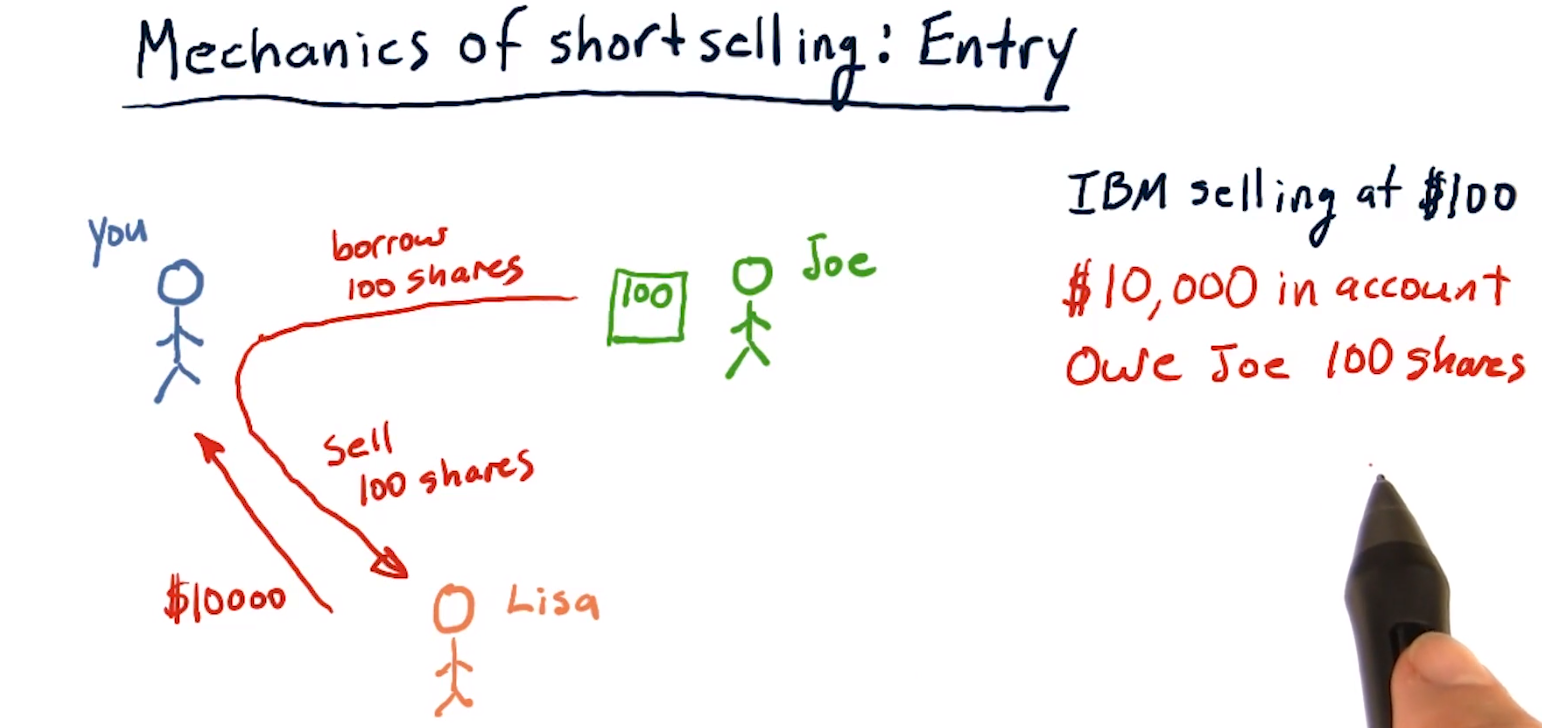 Mechanics of short selling: Entry
you
borrows
100 shares
100
Joe
IBM selling at $100
$10,000 in account
Owe Joe 100 shares
Sell
100 shares
$10000
Lisa